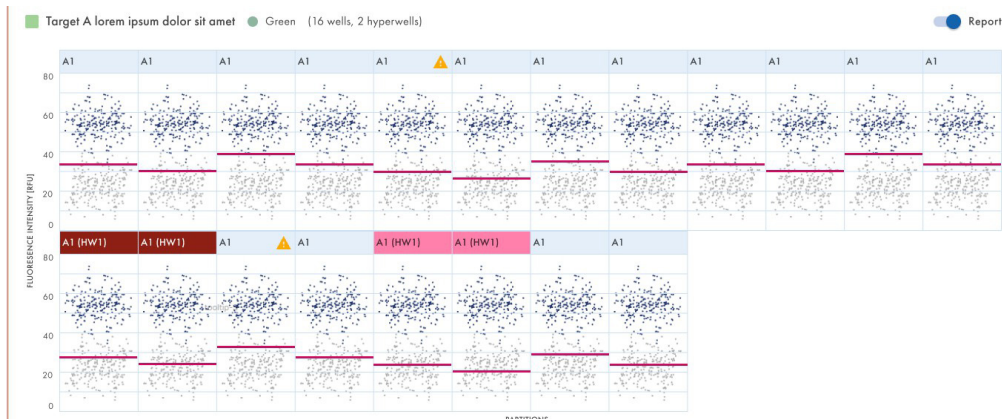 Target A lorem ipsum dolor sit amet Green (16 wells, 2 hyperwells) Report
A1 A1 A1 A1 A1 A1 A1 A1 A1 A1 A1 A1
80
60
40
20
0
FLUORESENCE INTENSITY [RFU]
A1 (HW1) A1 (HW1) A1 A1 A1 (HW1) A1 (HW1) A1 A1
80
60
40
20
0
PARTITIONS